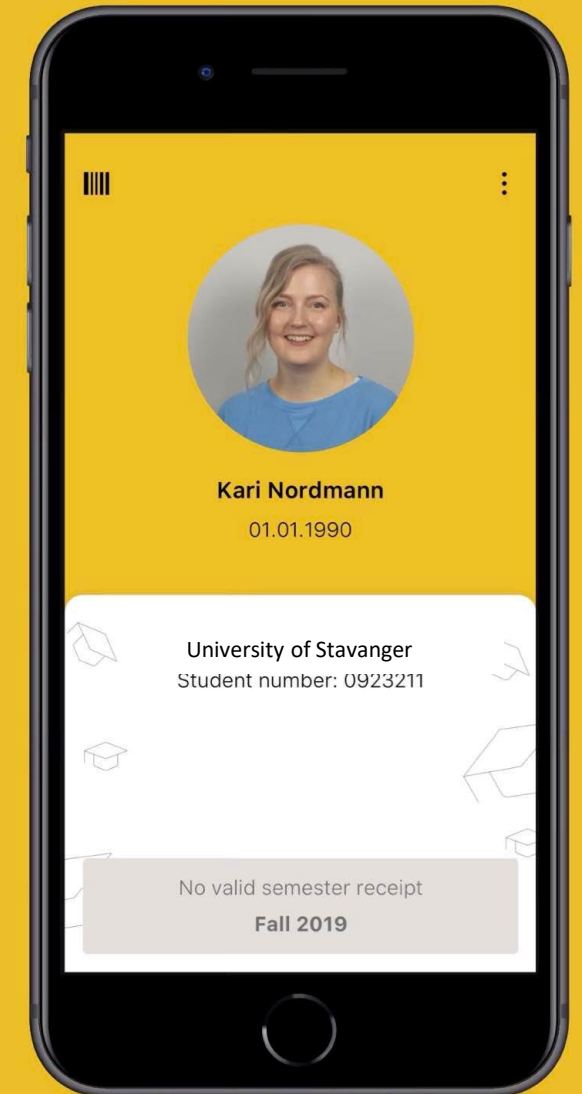 Kari Nordmann
01.01.1990
University of Stavanger
Student number: 0923211
No valid semester receipt
Fall 2019